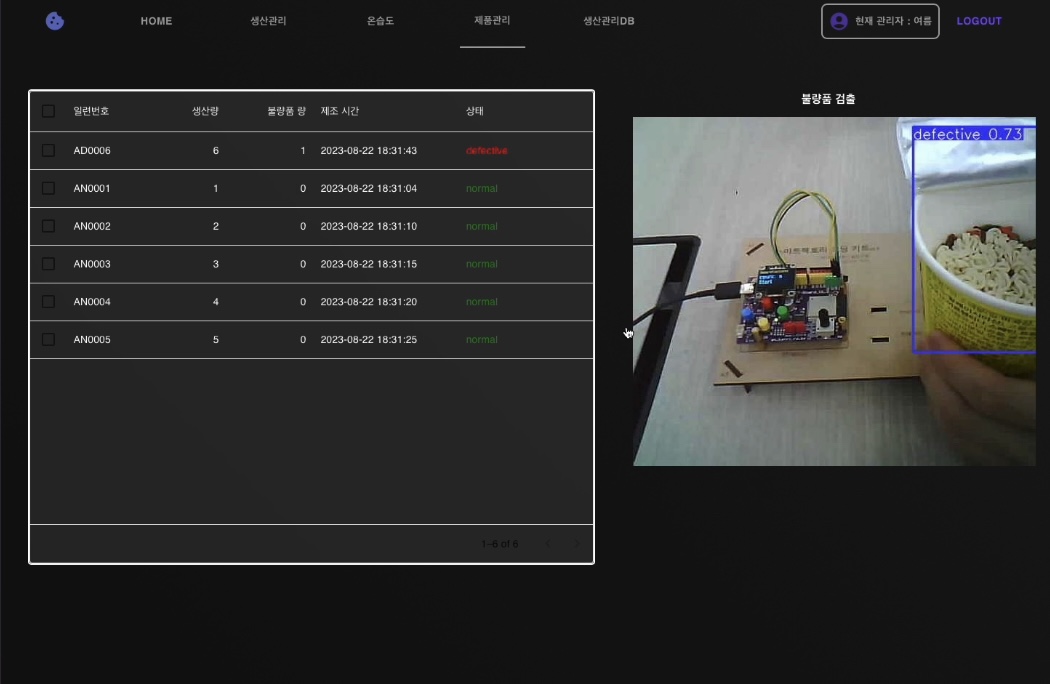 HOME 생산관리 온습도 제품관리 생산관리DB 현재 관리자 : 여름 LOGOUT
일련번호 생산량 불량품 량 제조 시간 상태
AD0006 6 1 2023-08-22 18:31:43 defective
AN0001 1 0 2023-08-22 18:31:04 normal
AN0002 2 0 2023-08-22 18:31:10 normal
AN0003 3 0 2023-08-22 18:31:15 normal
AN0004 4 0 2023-08-22 18:31:20 normal
AN0005 5 0 2023-08-22 18:31:25 normal
1–6 of 6
불량품 검출
defective 0.73